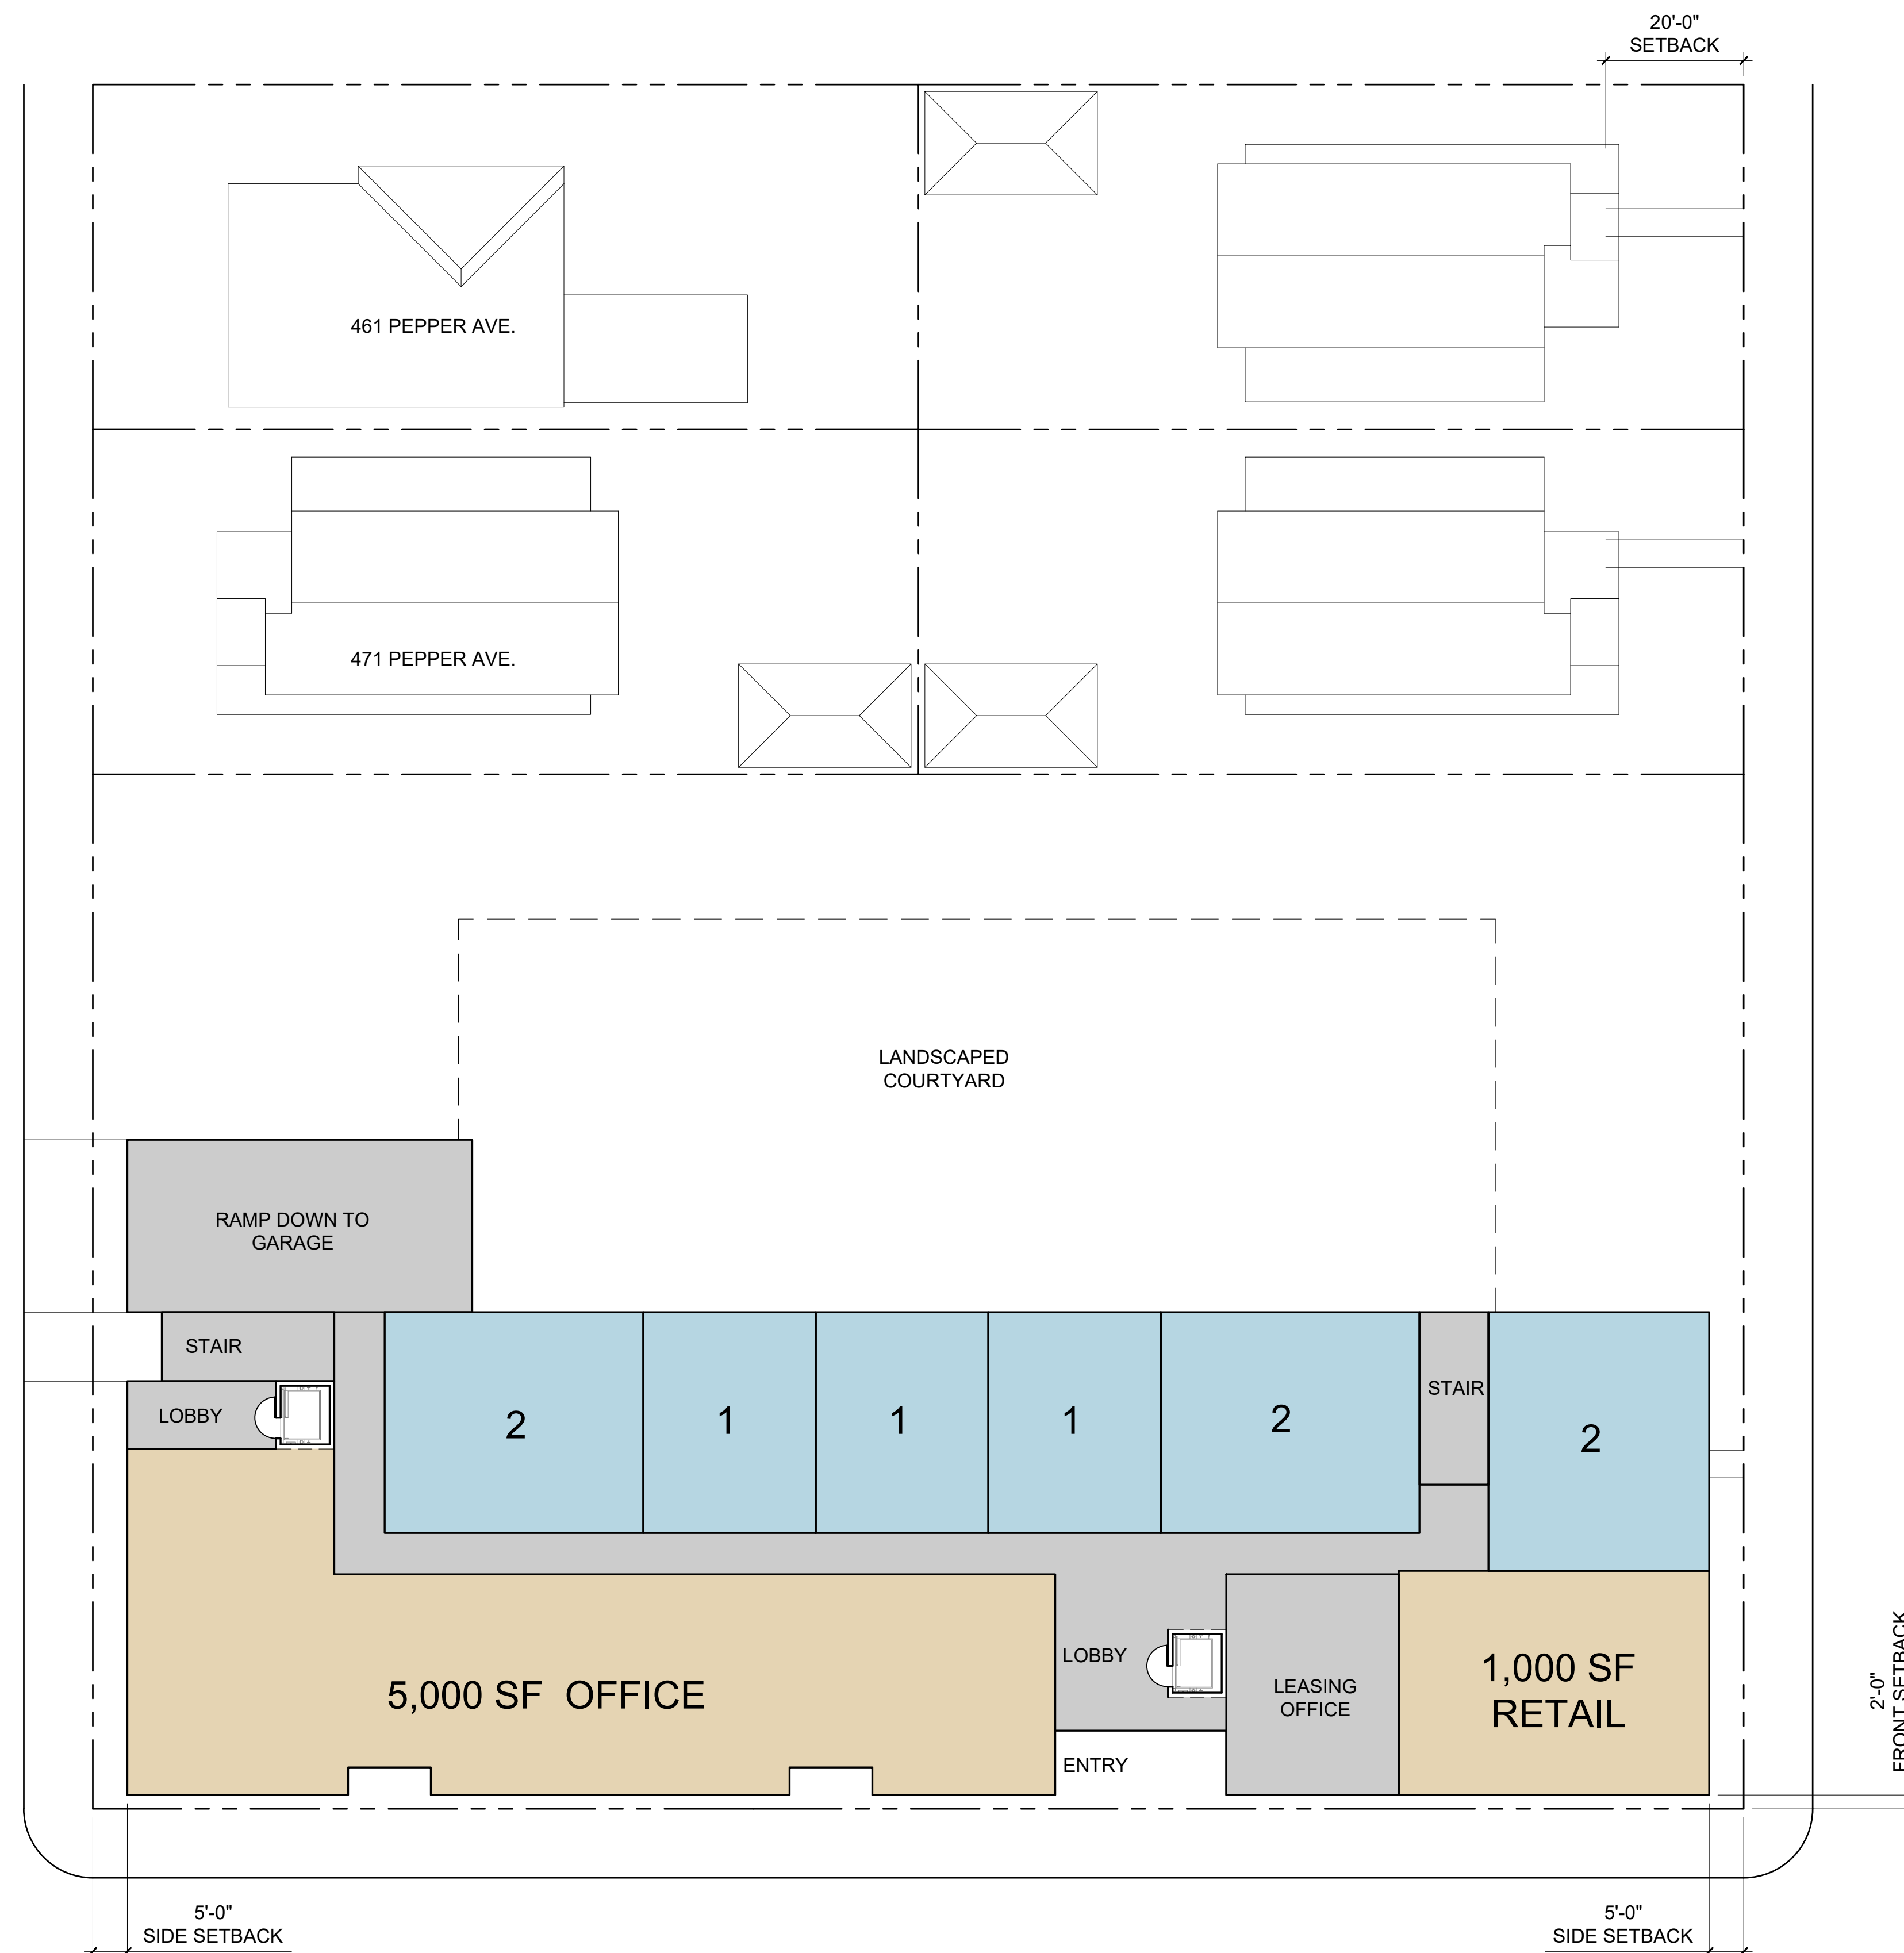 20'-0"
SETBACK
461 PEPPER AVE.
471 PEPPER AVE.
LANDSCAPED
COURTYARD
RAMP DOWN TO
GARAGE
STAIR
LOBBY
2
1
1
1
2
STAIR
2
5,000 SF OFFICE
LOBBY
ENTRY
LEASING
OFFICE
1,000 SF
RETAIL
2'-0"
FRONT SETBACK
5'-0"
SIDE SETBACK
5'-0"
SIDE SETBACK